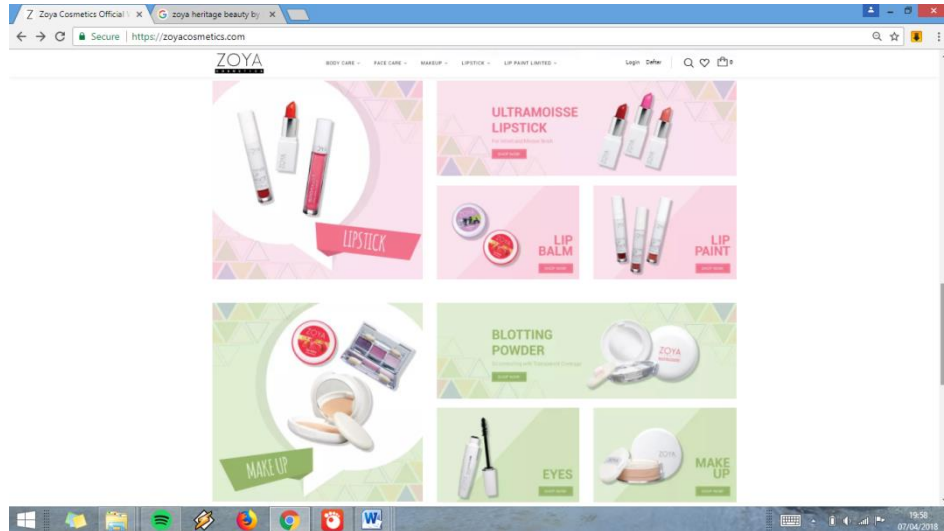 Zoya Cosmetics Official
zoya heritage beauty by
Secure | https://zoyacosmetics.com
ZOYA
COSMETICS
BODY CARE
FACE CARE
MAKEUP
LIPSTICK
LIP PAINT LIMITED
Login Daftar
0
LIPSTICK
ULTRAMOISSE
LIPSTICK
SHOP NOW
LIP
BALM
SHOP NOW
LIP
PAINT
SHOP NOW
MAKE UP
BLOTTING
POWDER
SHOP NOW
ZOYA
EYES
SHOP NOW
ZOYA
MAKE
UP
SHOP NOW
19:58
07/04/2018